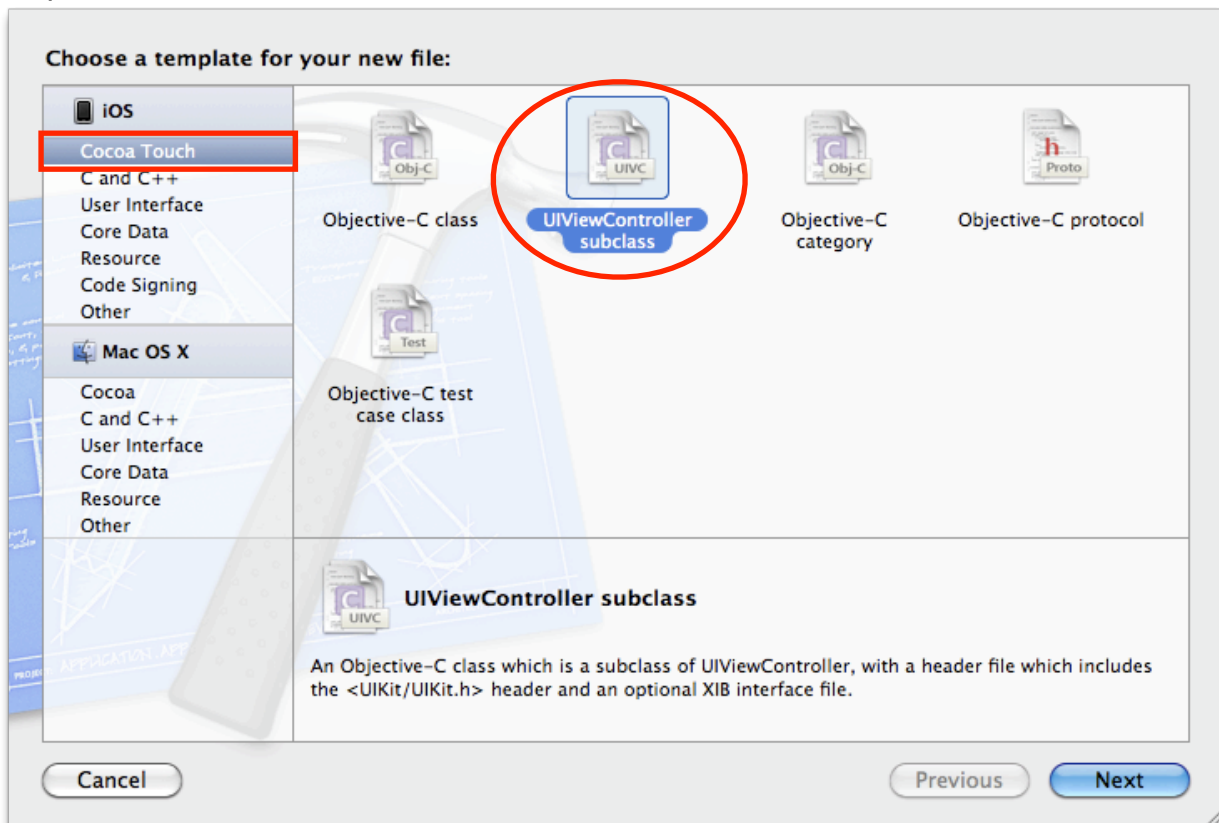 Choose a template for your new file:
iOS
Cocoa Touch
C and C++
User Interface
Core Data
Resource
Code Signing
Other
Mac OS X
Cocoa
C and C++
User Interface
Core Data
Resource
Other
C
Obj-C
Objective-C class
C
UIVC
UIViewController
subclass
C
Obj-C
Objective-C
category
h
Proto
Objective-C protocol
C
Test
Objective-C test
case class
C
UIVC
UIViewController subclass
An Objective-C class which is a subclass of UIViewController, with a header file which includes
the <UIKit/UIKit.h> header and an optional XIB interface file.
Cancel
Previous
Next